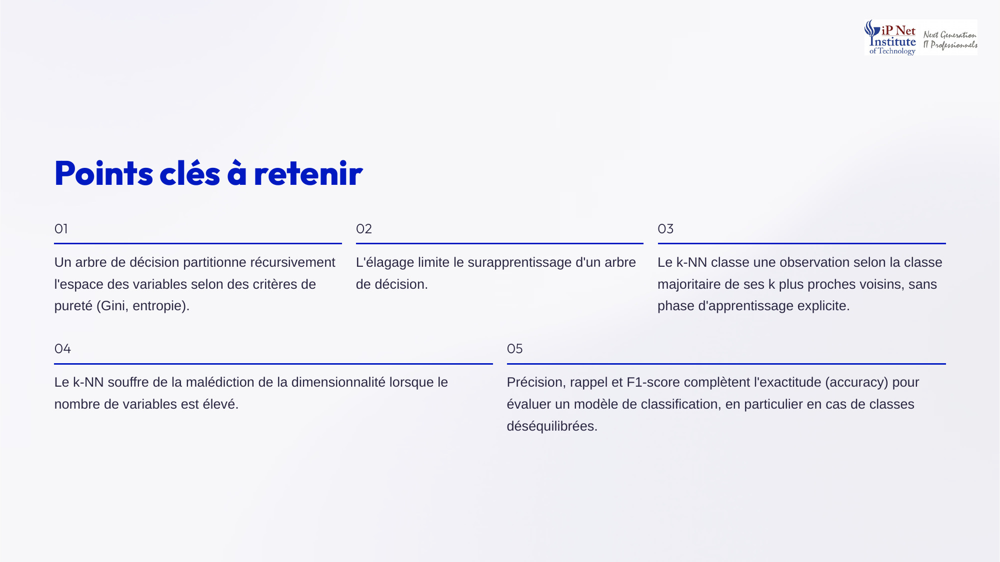 iP Net
Institute
of Technology
Next Generation
IT Professionnels
Points clés à retenir
01
Un arbre de décision partitionne récursivement
l'espace des variables selon des critères de
pureté (Gini, entropie).
02
L'élagage limite le surapprentissage d'un arbre
de décision.
03
Le k-NN classe une observation selon la classe
majoritaire de ses k plus proches voisins, sans
phase d'apprentissage explicite.
04
Le k-NN souffre de la malédiction de la dimensionnalité lorsque le
nombre de variables est élevé.
05
Précision, rappel et F1-score complètent l'exactitude (accuracy) pour
évaluer un modèle de classification, en particulier en cas de classes
déséquilibrées.